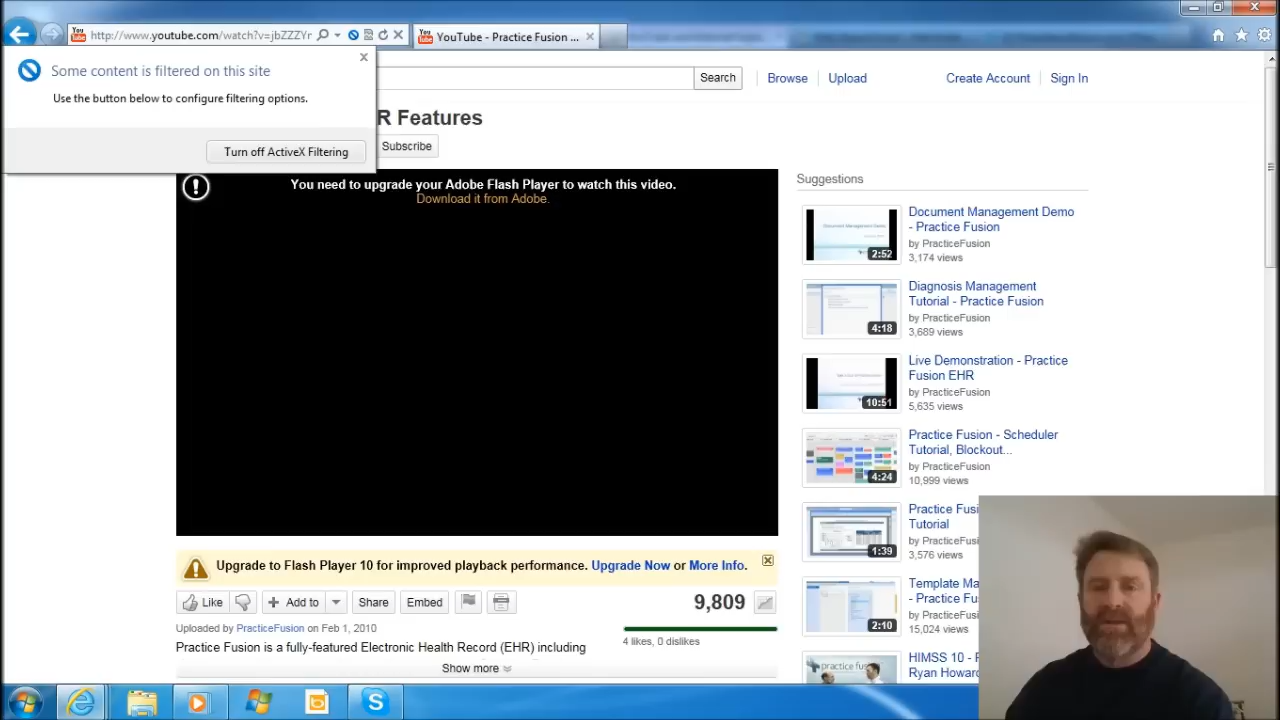 http://www.youtube.com/watch?v=jbZZZYr
YouTube - Practice Fusion ...
Some content is filtered on this site
Use the button below to configure filtering options.
Turn off ActiveX Filtering
Search
Browse
Upload
Create Account
Sign In
R Features
Subscribe
You need to upgrade your Adobe Flash Player to watch this video.
Download it from Adobe.
Upgrade to Flash Player 10 for improved playback performance. Upgrade Now or More Info.
Like
Add to
Share
Embed
9,809
Uploaded by PracticeFusion on Feb 1, 2010
4 likes, 0 dislikes
Practice Fusion is a fully-featured Electronic Health Record (EHR) including
Show more
Suggestions
Document Management Demo
- Practice Fusion
by PracticeFusion
3,174 views
2:52
Diagnosis Management
Tutorial - Practice Fusion
by PracticeFusion
3,689 views
4:18
Live Demonstration - Practice
Fusion EHR
by PracticeFusion
5,635 views
10:51
Practice Fusion - Scheduler
Tutorial, Blockout...
by PracticeFusion
10,999 views
4:24
Practice Fusi
Tutorial
by PracticeFusi
3,576 views
1:39
Template Ma
- Practice Fu
by PracticeFusi
15,024 views
2:10
HIMSS 10 - F
Ryan Howard
practice fus